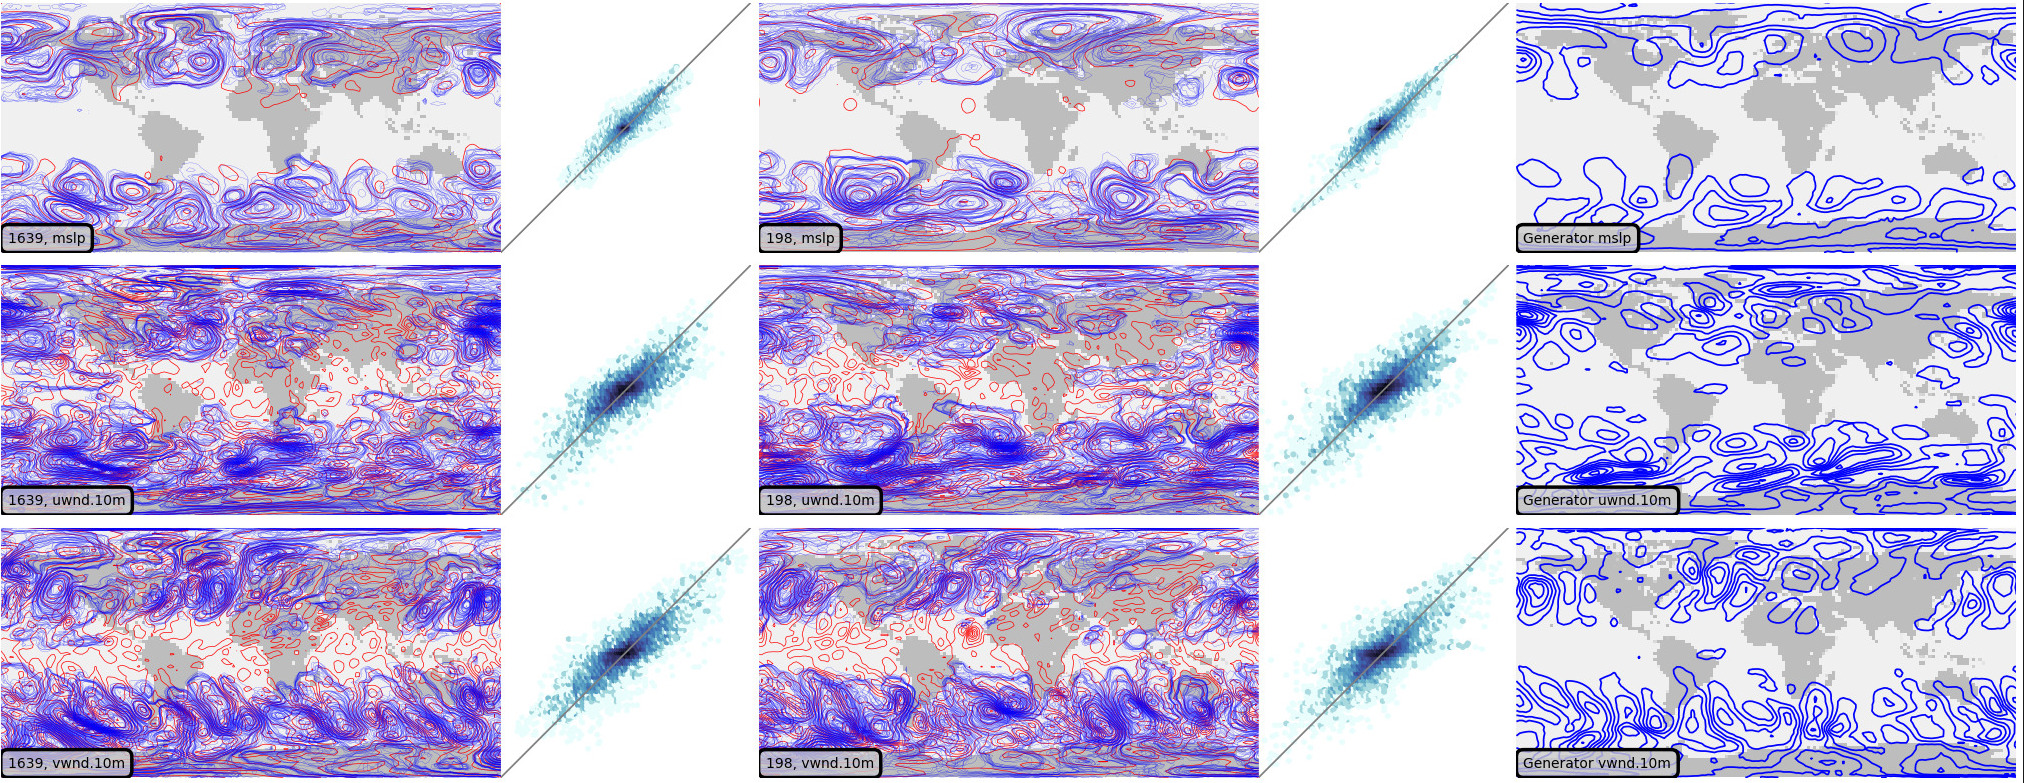 1639, mslp
198, mslp
Generator mslp
1639, uwnd.10m
198, uwnd.10m
Generator uwnd.10m
1639, vwnd.10m
198, vwnd.10m
Generator vwnd.10m